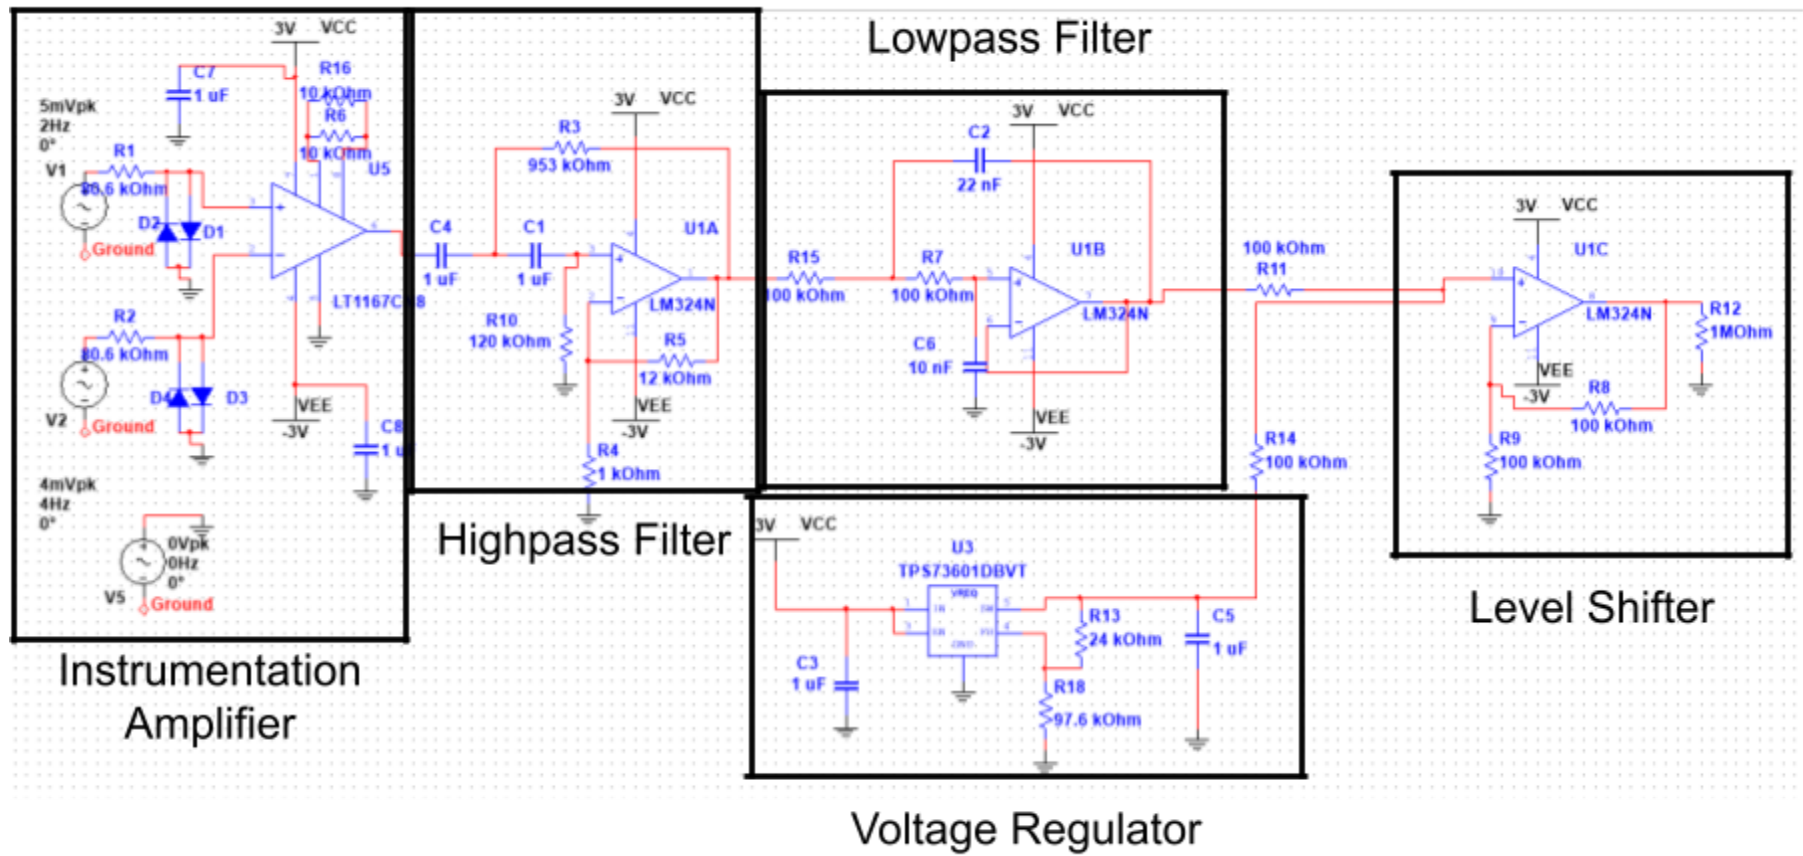 Instrumentation
Amplifier
3V VCC
C7
1 uF
R16
10 kOhm
R6
10 kOhm
U5
5mVpk
2Hz
0°
V1
R1
80.6 kOhm
D2
D1
Ground
LT1167C
R2
80.6 kOhm
V2
D3
Ground
VEE
-3V
C8
4mVpk
4Hz
0°
0Vpk
0Hz
0°
V5
Ground
Highpass Filter
3V VCC
R3
953 kOhm
C4
1 uF
C1
1 uF
U1A
LM324N
R10
120 kOhm
R5
12 kOhm
VEE
-3V
R4
1 kOhm
Lowpass Filter
3V VCC
C2
22 nF
R15
100 kOhm
R7
100 kOhm
U1B
LM324N
C6
10 nF
VEE
-3V
100 kOhm
R11
R14
100 kOhm
Level Shifter
3V VCC
U1C
LM324N
R12
1MOhm
VEE
-3V
R8
100 kOhm
R9
100 kOhm
Voltage Regulator
3V VCC
U3
TPS73601DBVT
VREG
C3
1 uF
R13
24 kOhm
C5
1 uF
R18
97.6 kOhm